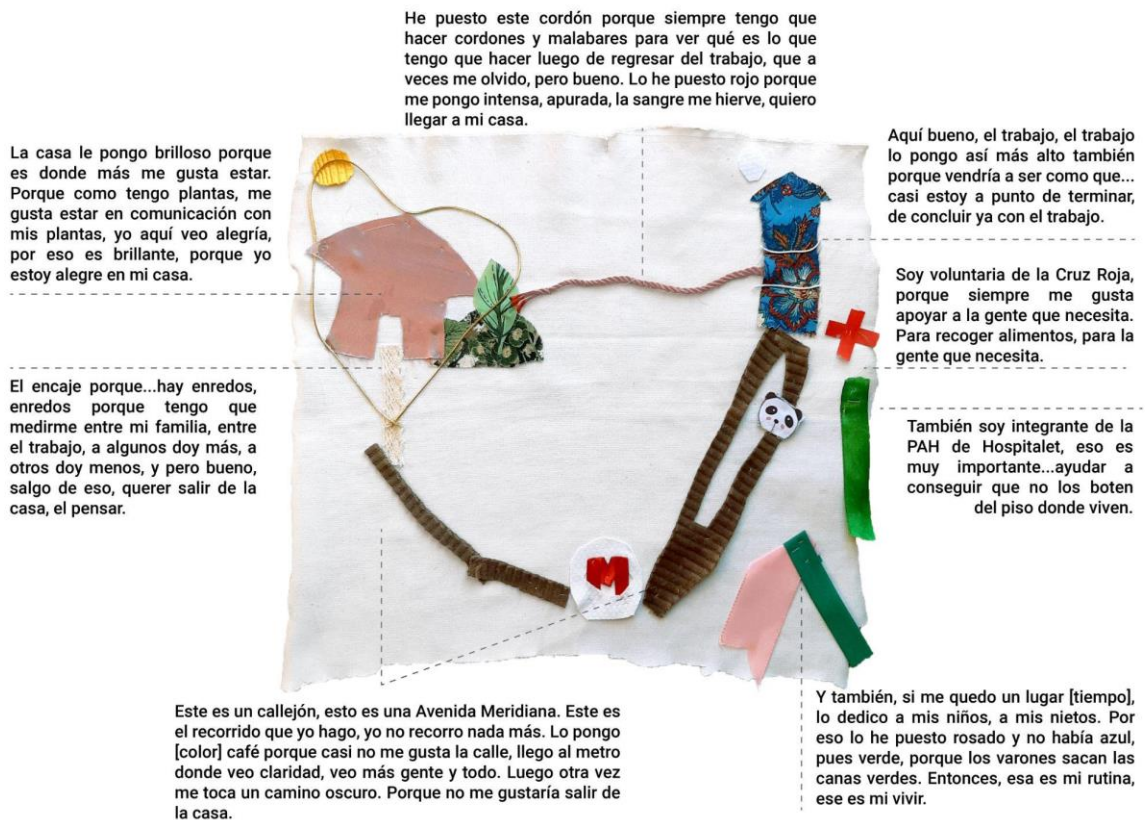 He puesto este cordón porque siempre tengo que
hacer cordones y malabares para ver qué es lo que
tengo que hacer luego de regresar del trabajo, que a
veces me olvido, pero bueno. Lo he puesto rojo porque
me pongo intensa, apurada, la sangre me hierve, quiero
llegar a mi casa.
La casa le pongo brilloso porque
es donde más me gusta estar.
Porque como tengo plantas, me
gusta estar en comunicación con
mis plantas, yo aquí veo alegría,
por eso es brillante, porque yo
estoy alegre en mi casa.
Aquí bueno, el trabajo, el trabajo
lo pongo así más alto también
porque vendría a ser como que...
casi estoy a punto de terminar,
de concluir ya con el trabajo.
Soy voluntaria de la Cruz Roja,
porque siempre me gusta
apoyar a la gente que necesita.
Para recoger alimentos, para la
gente que necesita.
El encaje porque...hay enredos,
enredos porque tengo que
medirme entre mi familia, entre
el trabajo, a algunos doy más, a
otros doy menos, y pero bueno,
salgo de eso, querer salir de la
casa, el pensar.
También soy integrante de la
PAH de Hospitalet, eso es
muy importante...ayudar a
conseguir que no los boten
del piso donde viven.
M
Este es un callejón, esto es una Avenida Meridiana. Este es
el recorrido que yo hago, yo no recorro nada más. Lo pongo
[color] café porque casi no me gusta la calle, llego al metro
donde veo claridad, veo más gente y todo. Luego otra vez
me toca un camino oscuro. Porque no me gustaría salir de
la casa.
Y también, si me quedo un lugar [tiempo],
lo dedico a mis niños, a mis nietos. Por
eso lo he puesto rosado y no había azul,
pues verde, porque los varones sacan las
canas verdes. Entonces, esa es mi rutina,
ese es mi vivir.